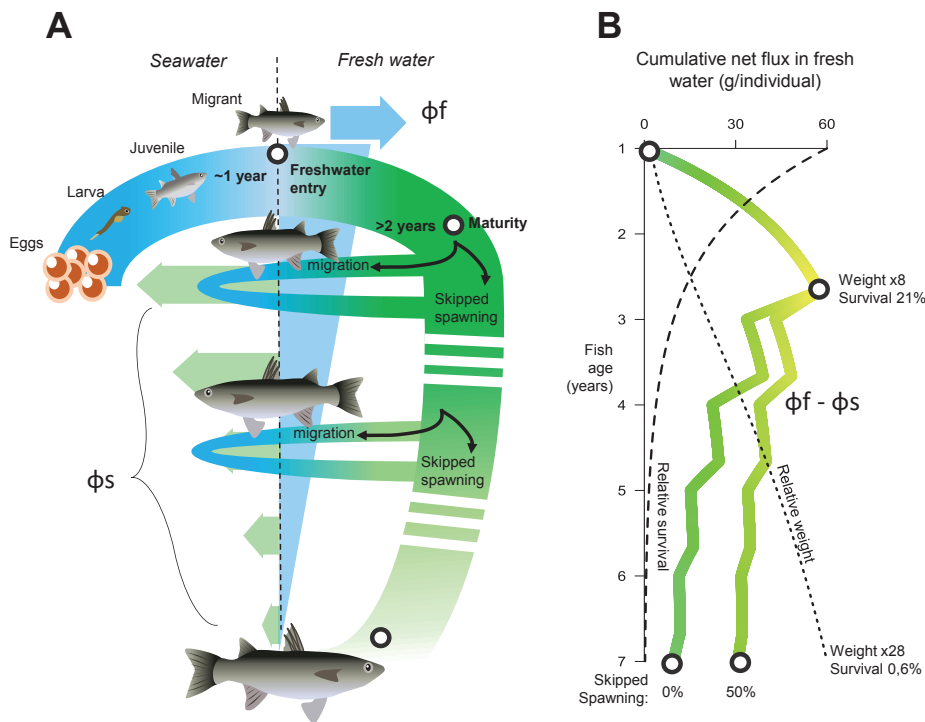 A
Seawater
Fresh water
Migrant
ϕf
Juvenile
~1 year
Freshwater
entry
Larva
>2 years
Maturity
Eggs
migration
Skipped
spawning
migration
Skipped
spawning
ϕs
B
Cumulative net flux in fresh
water (g/individual)
0
30
60
1
2
Weight x8
Survival 21%
3
Fish
age
(years)
ϕf - ϕs
4
5
Relative survival
Relative weight
6
Weight x28
Survival 0,6%
7
Skipped
Spawning:
0%
50%